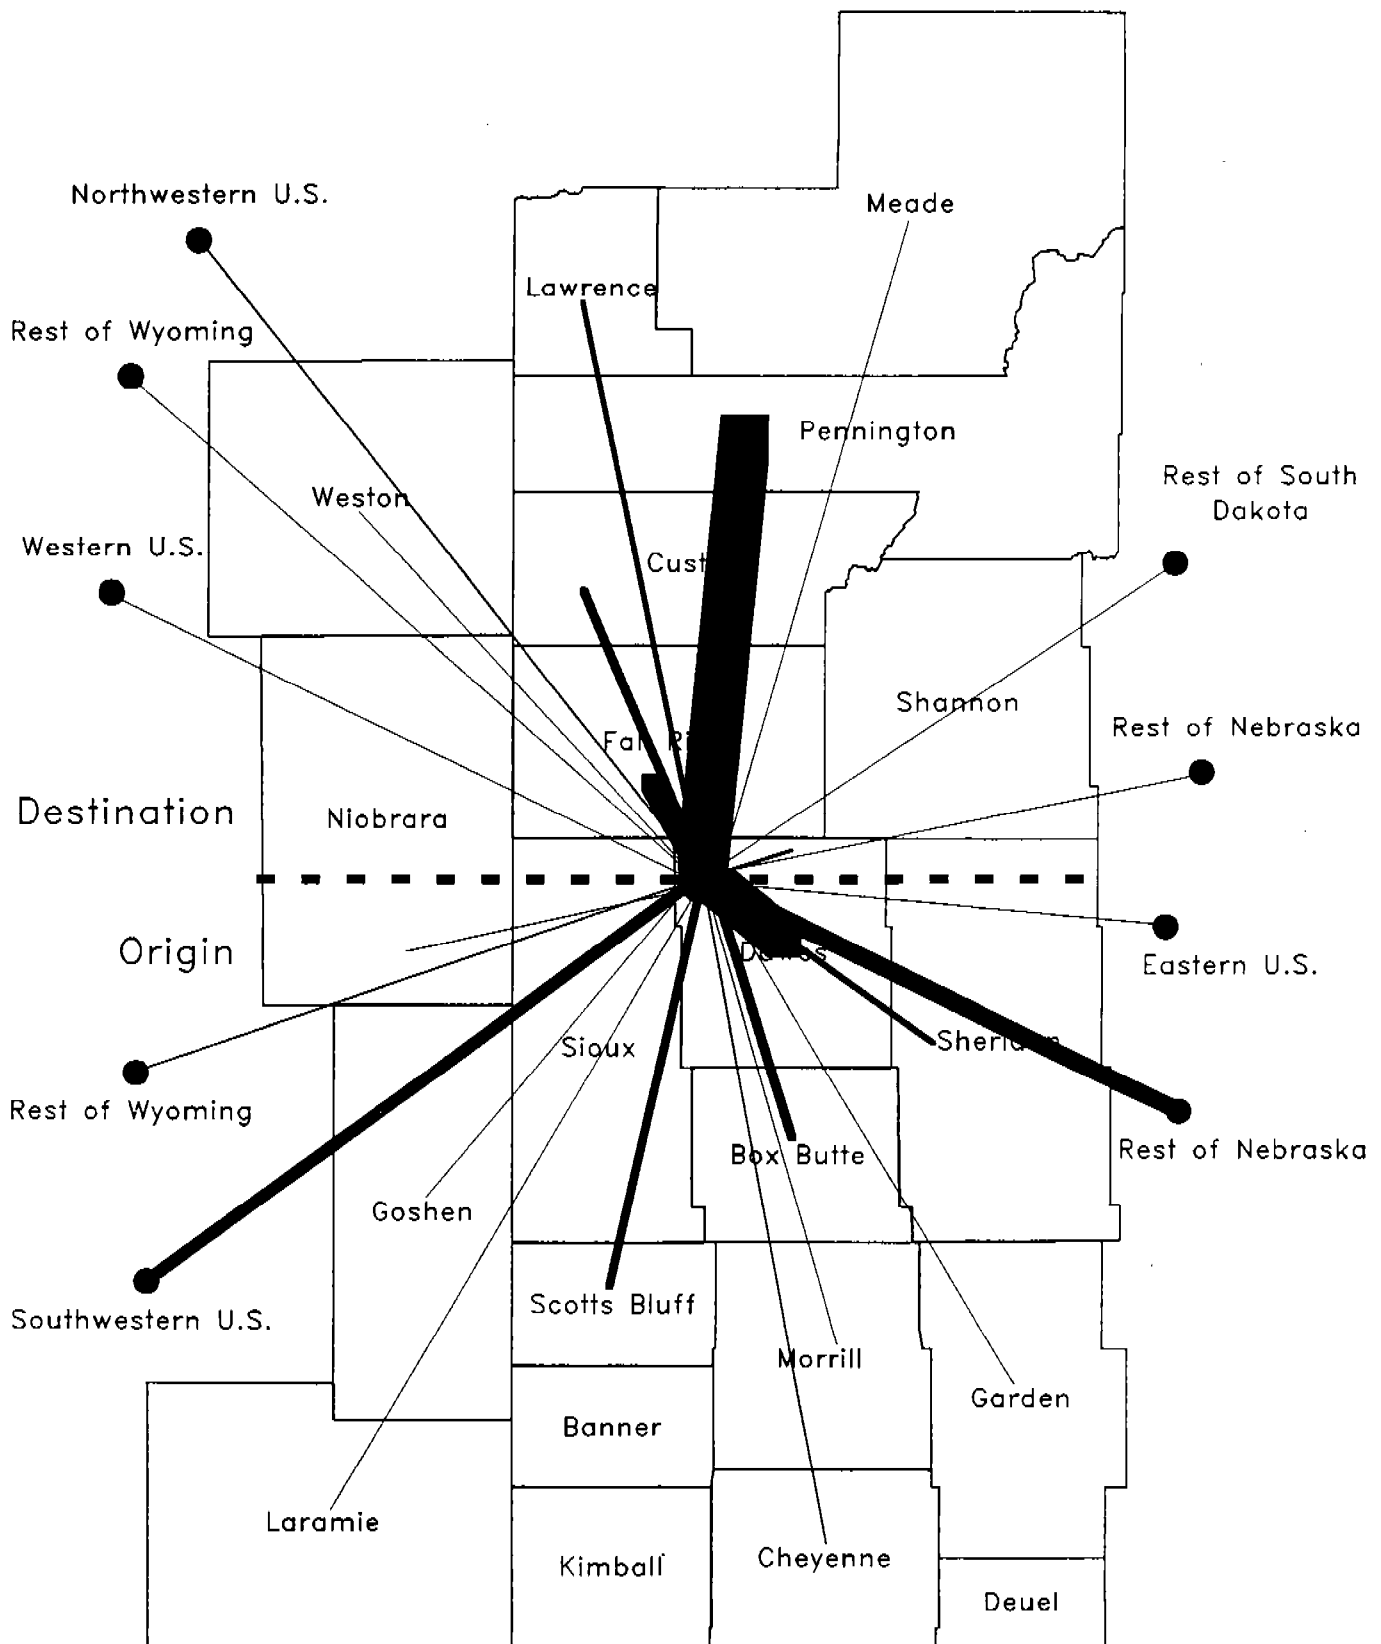 Northwestern U.S.
Meade
Lawrence
Rest of Wyoming
Pennington
Rest of South
Dakota
Weston
Western U.S.
Shannon
Rest of Nebraska
Destination
Niobrara
Origin
Eastern U.S.
Sioux
Rest of Wyoming
Box Butte
Rest of Nebraska
Goshen
Scotts Bluff
Southwestern U.S.
Morrill
Garden
Banner
Laramie
Cheyenne
Kimball
Deuel